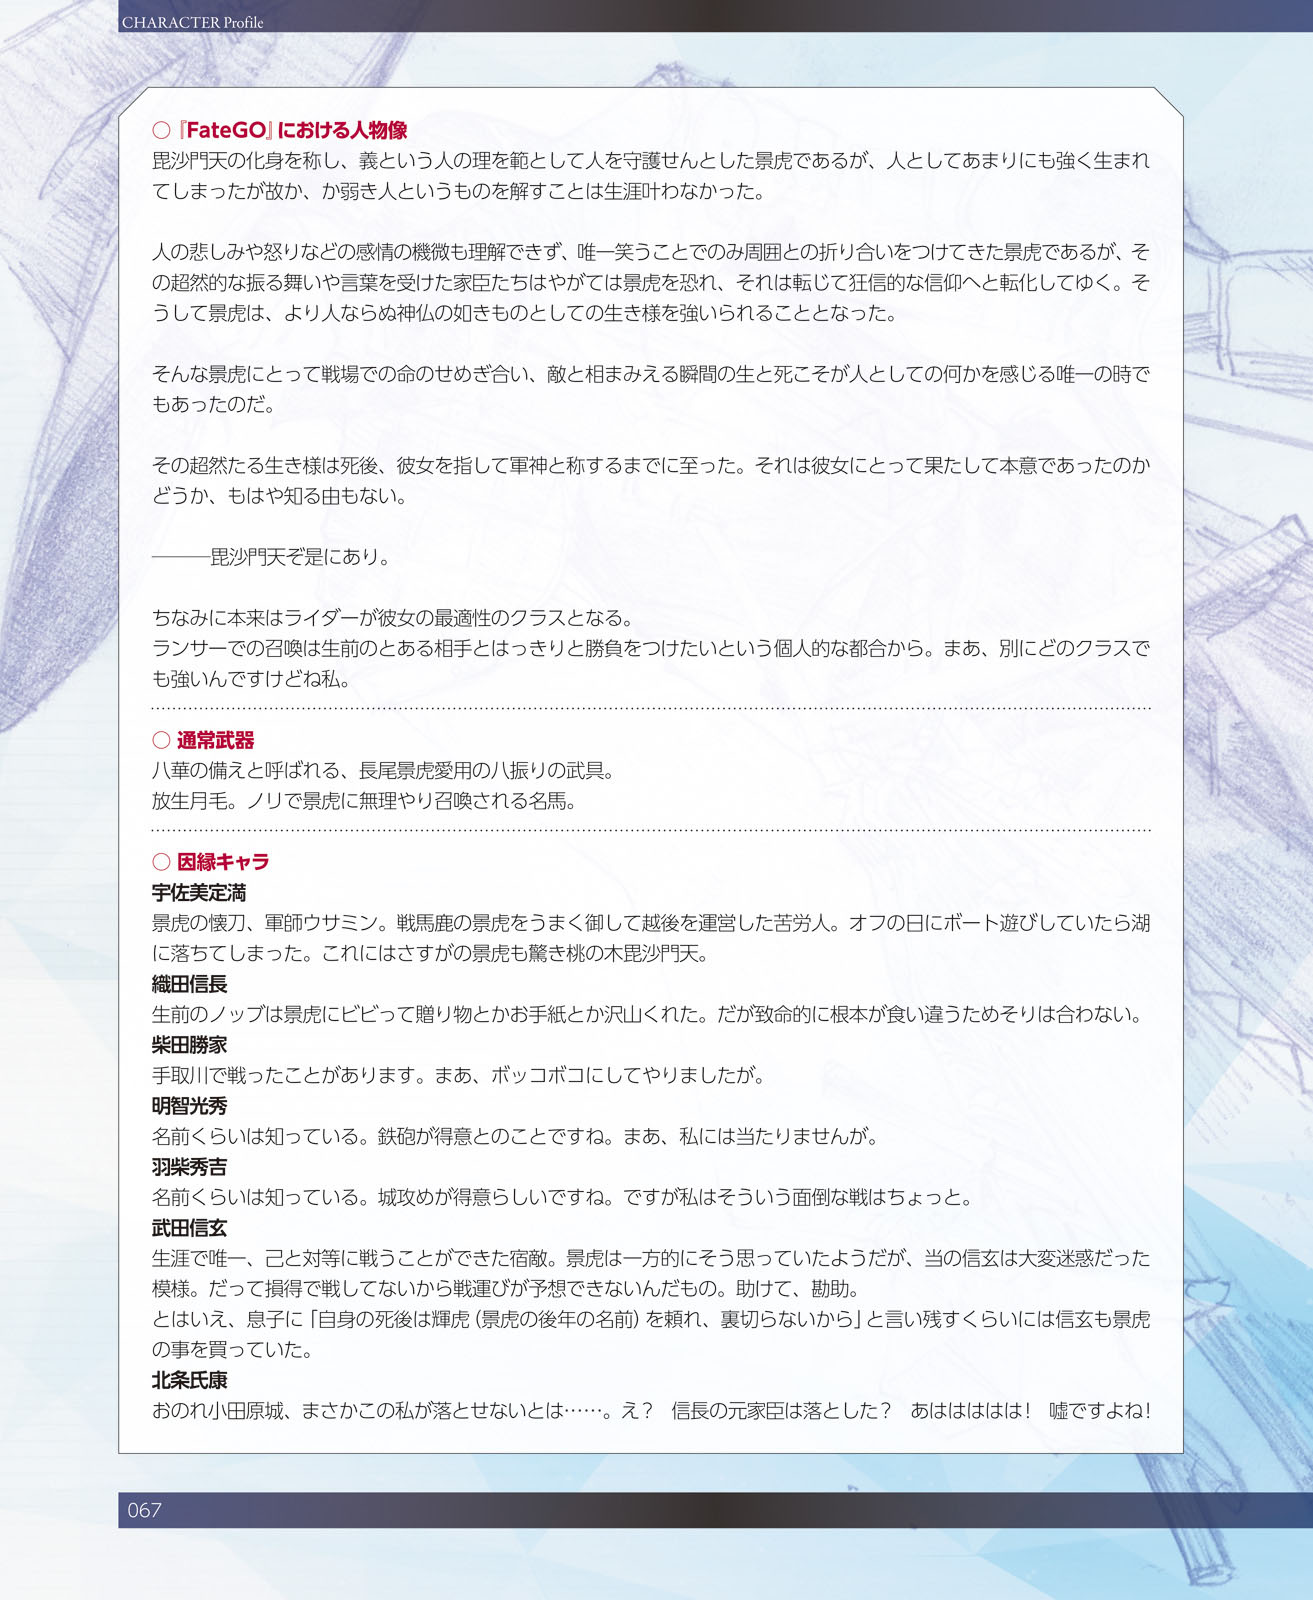 CHARACTER Profile
○『FateGO』における人物像
毘沙門天の化身を称し、義という人の理を範として人を守護せんとした景虎であるが、人としてあまりにも強く生まれ
てしまったが故か、か弱き人というものを解すことは生涯叶わなかった。
人の悲しみや怒りなどの感情の機微も理解できず、唯一笑うことでのみ周囲との折り合いをつけてきた景虎であるが、そ
の超然的な振る舞いや言葉を受けた家臣たちはやがては景虎を恐れ、それは転じて狂信的な信仰へと転化してゆく。そ
うして景虎は、より人ならぬ神仏の如きものとしての生き様を強いられることとなった。
そんな景虎にとって戦場での命のせめぎ合い、敵と相まみえる瞬間の生と死こそが人としての何かを感じる唯一の時で
もあったのだ。
その超然たる生き様は死後、彼女を指して軍神と称するまでに至った。それは彼女にとって果たして本意であったのか
どうか、もはや知る由もない。
———毘沙門天ぞ是にあり。
ちなみに本来はライダーが彼女の最適性のクラスとなる。
ランサーでの召喚は生前のとある相手とはっきりと勝負をつけたいという個人的な都合から。まあ、別にどのクラスで
も強いんですけどね私。
○ 通常武器
八華の備えと呼ばれる、長尾景虎愛用の八振りの武具。
放生月毛。ノリで景虎に無理やり召喚される名馬。
○ 因縁キャラ
宇佐美定満
景虎の懐刀、軍師ウサミン。戦馬鹿の景虎をうまく御して越後を運営した苦労人。オフの日にボート遊びしていたら湖
に落ちてしまった。これにはさすがの景虎も驚き桃の木毘沙門天。
織田信長
生前のノッブは景虎にビビって贈り物とかお手紙とか沢山くれた。だが致命的に根本が食い違うためそりは合わない。
柴田勝家
手取川で戦ったことがあります。まあ、ボッコボコにしてやりましたが。
明智光秀
名前くらいは知っている。鉄砲が得意とのことですね。まあ、私には当たりませんが。
羽柴秀吉
名前くらいは知っている。城攻めが得意らしいですね。ですが私はそういう面倒な戦はちょっと。
武田信玄
生涯で唯一、己と対等に戦うことができた宿敵。景虎は一方的にそう思っていたようだが、当の信玄は大変迷惑だった
模様。だって損得で戦してないから戦運びが予想できないんだもの。助けて、勘助。
とはいえ、息子に「自身の死後は輝虎（景虎の後年の名前）を頼れ、裏切らないから」と言い残すくらいには信玄も景虎
の事を買っていた。
北条氏康
おのれ小田原城、まさかこの私が落とせないとは……。え？　信長の元家臣は落とした？　あはははははは！　嘘ですよね！
067